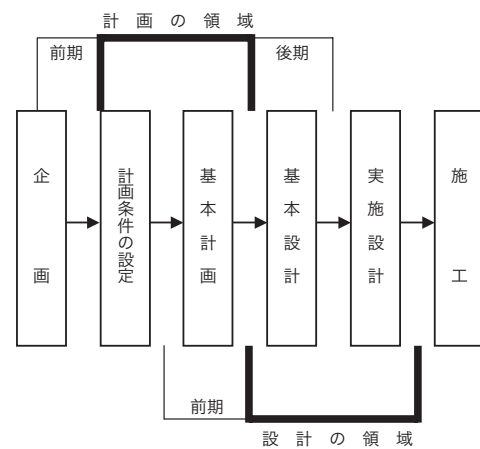 計画の領域
前期
後期
企画
計画条件の設定
基本計画
基本設計
実施設計
施工
前期
設計の領域